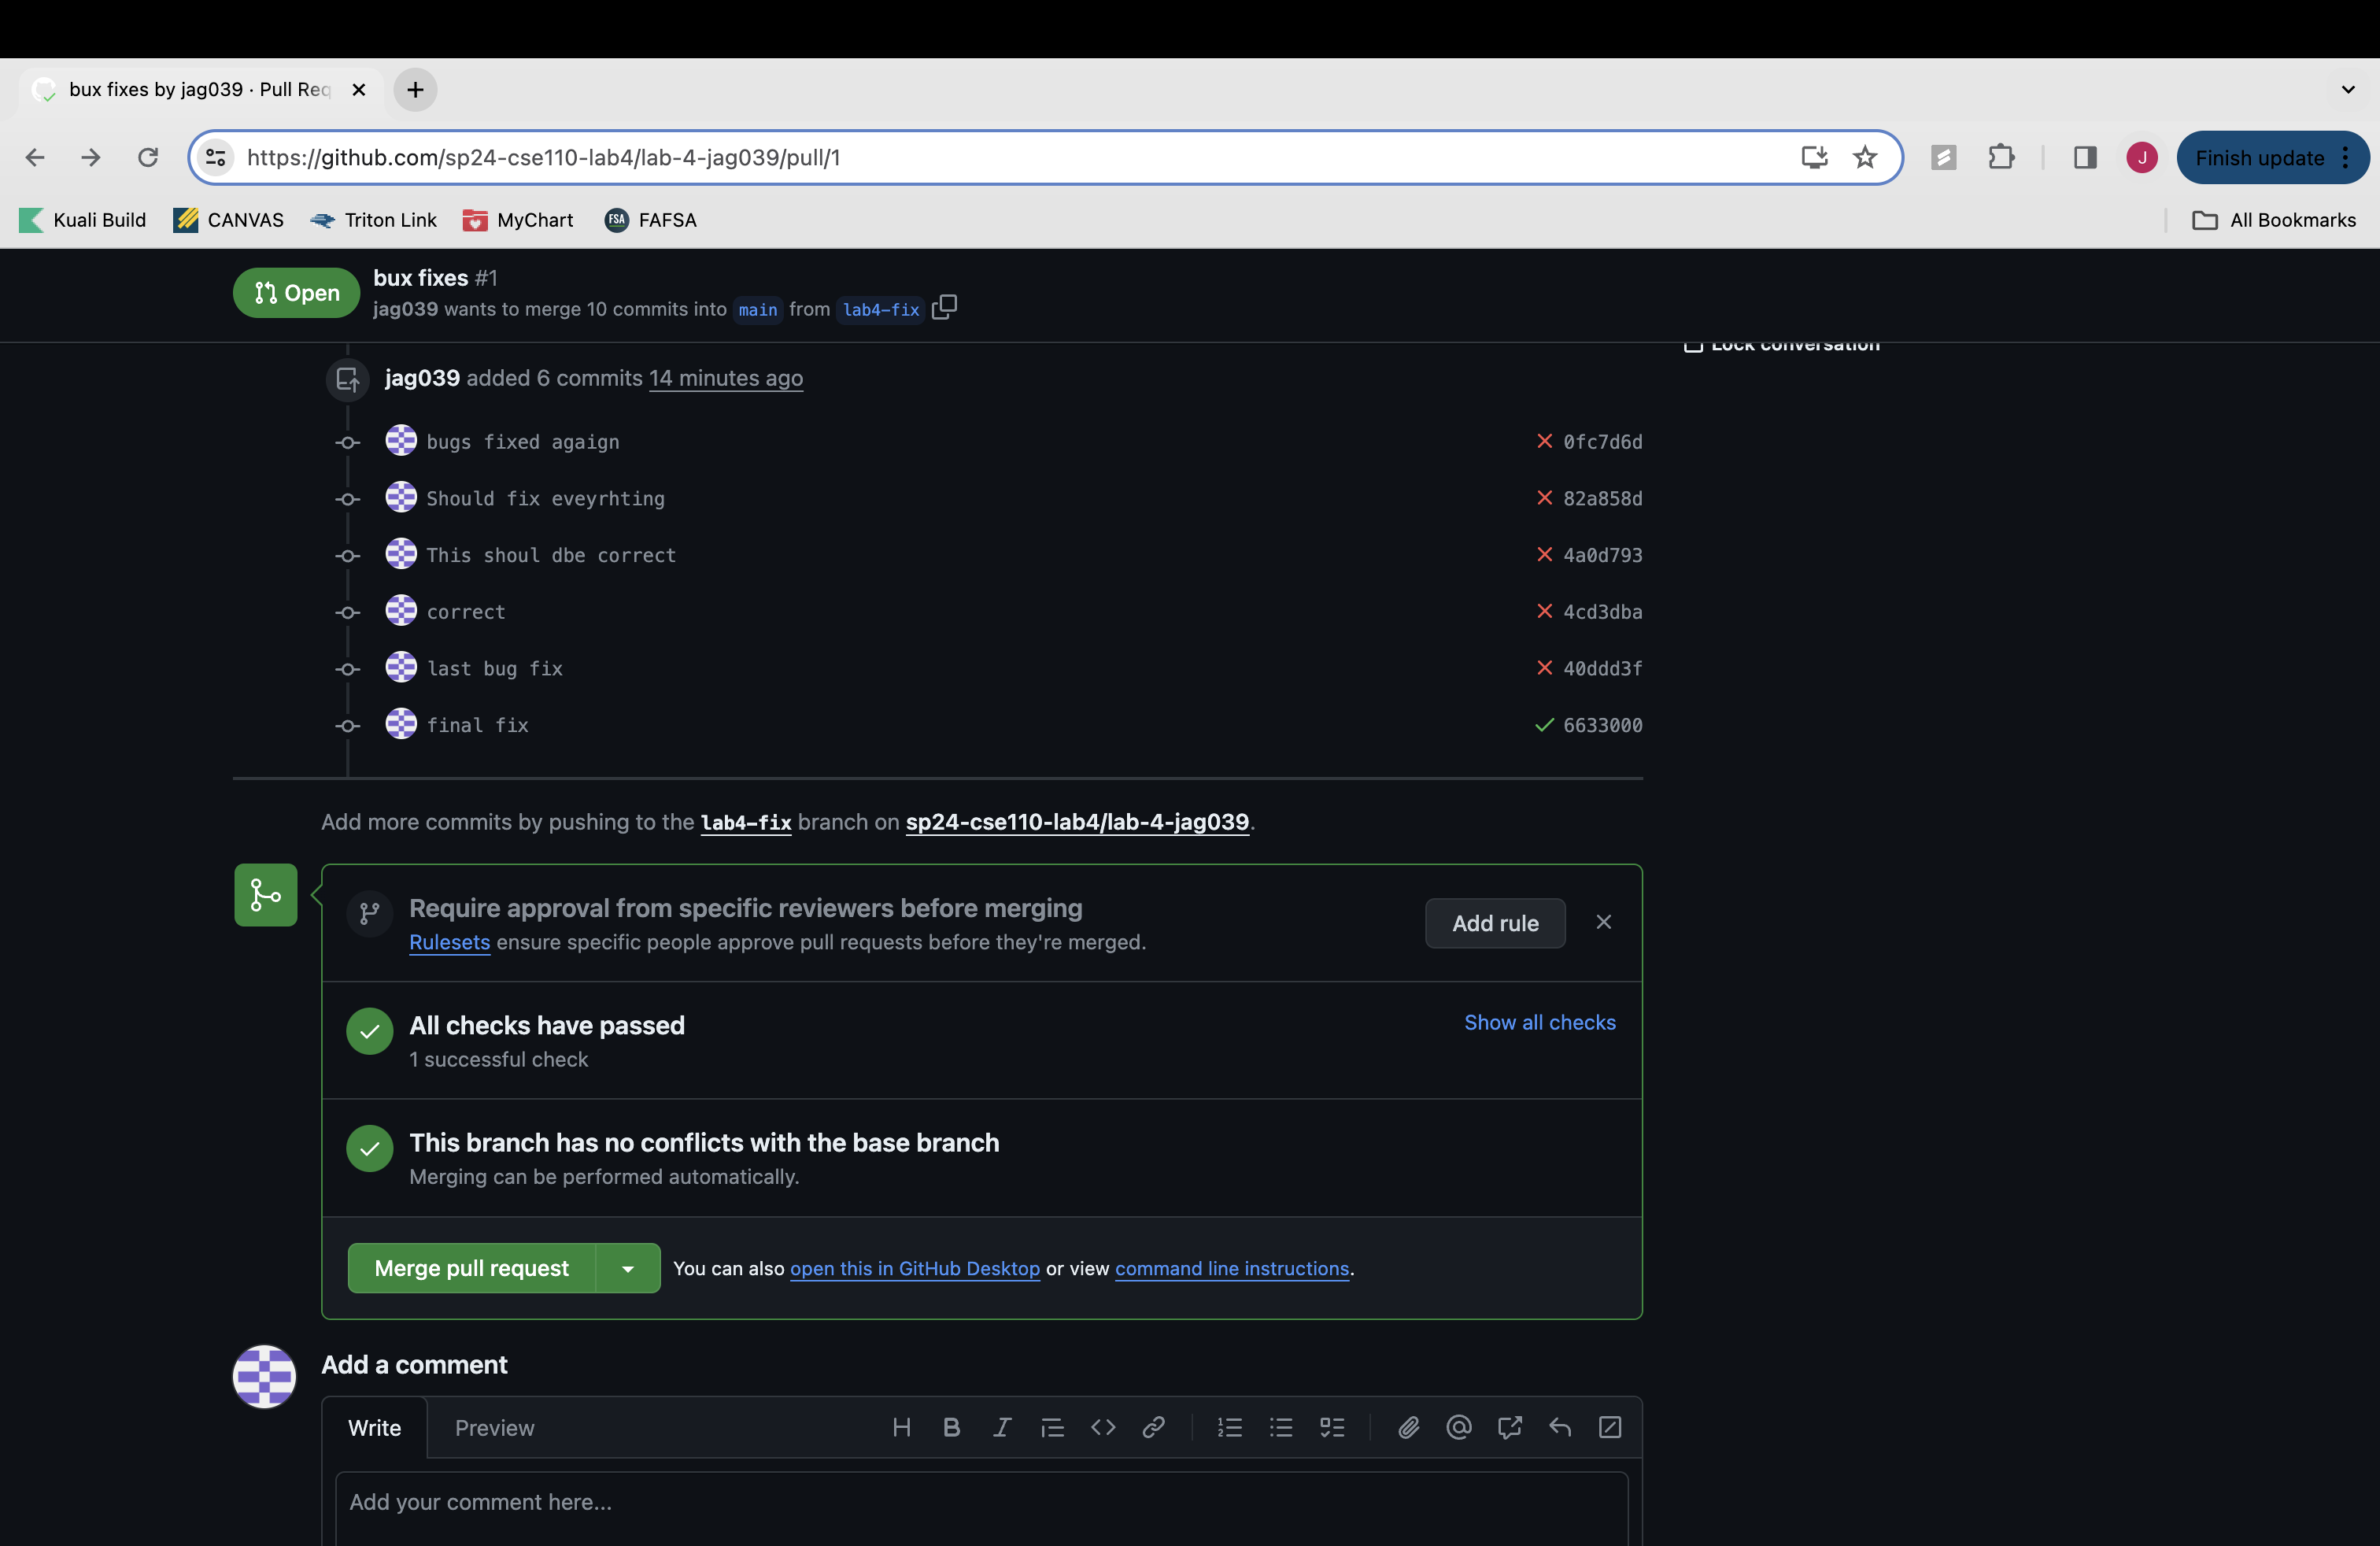 bux fixes by jag039 · Pull Req
https://github.com/sp24-cse110-lab4/lab-4-jag039/pull/1
J
Finish update
Kuali Build
CANVAS
Triton Link
MyChart
FSA
FAFSA
All Bookmarks
Open
bux fixes #1
jag039 wants to merge 10 commits into main from lab4-fix
Lock conversation
jag039 added 6 commits 14 minutes ago
bugs fixed agaign
0fc7d6d
Should fix eveyrhting
82a858d
This shoul dbe correct
4a0d793
correct
4cd3dba
last bug fix
40ddd3f
final fix
6633000
Add more commits by pushing to the lab4-fix branch on sp24-cse110-lab4/lab-4-jag039.
Require approval from specific reviewers before merging
Rulesets ensure specific people approve pull requests before they're merged.
Add rule
All checks have passed
1 successful check
Show all checks
This branch has no conflicts with the base branch
Merging can be performed automatically.
Merge pull request
You can also open this in GitHub Desktop or view command line instructions.
Add a comment
Write
Preview
Add your comment here...